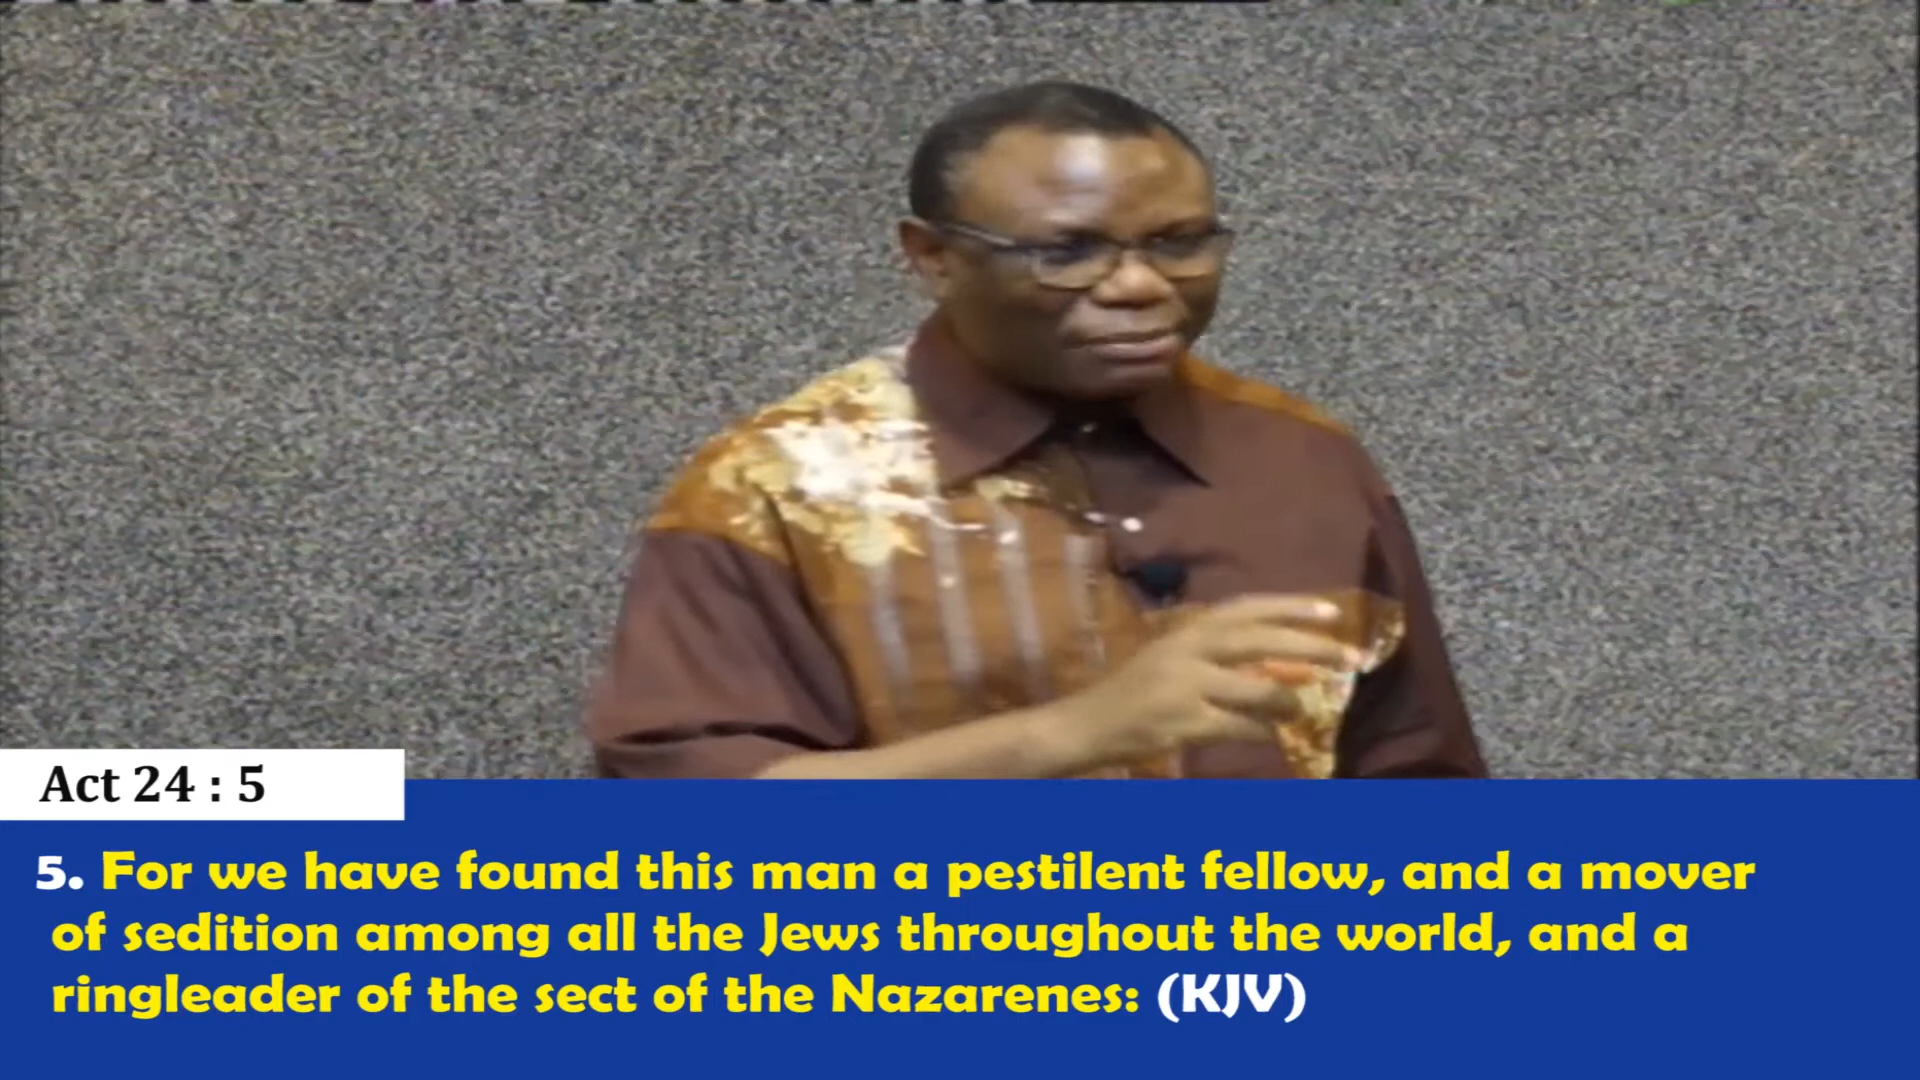 Act 24 : 5
5. For we have found this man a pestilent fellow, and a mover
of sedition among all the Jews throughout the world, and a
ringleader of the sect of the Nazarenes: (KJV)